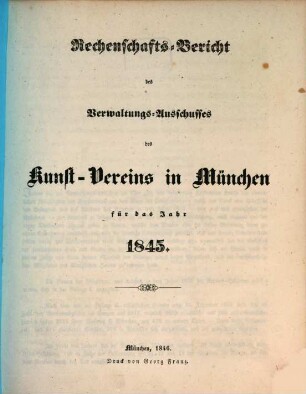 Rechenschafts-Bericht
des
Verwaltungs-Ausschusses
des
Kunst-Vereins in München
für das Jahr
1845.
München, 1846.
Druck von Georg Franz.